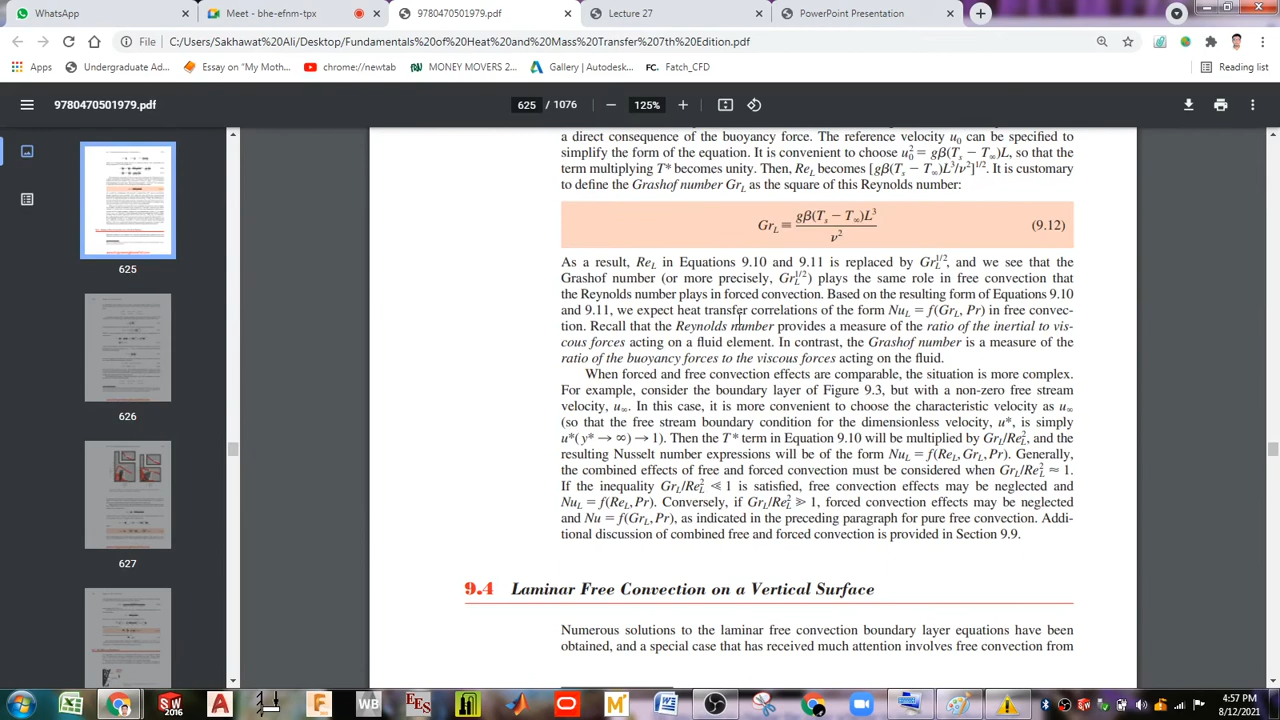 WhatsApp
Meet - bhe-efnm-tpx
9780470501979.pdf
Lecture 27
PowerPoint Presentation
File
C:/Users/Sakhawat%20Ali/Desktop/Fundamentals%20of%20Heat%20and%20Mass%20Transfer%207th%20Edition.pdf
Apps
Undergraduate Ad...
Essay on "My Moth...
chrome://newtab
MONEY MOVERS 2...
Gallery | Autodesk...
FC. Fatch_CFD
Reading list
9780470501979.pdf
625 / 1076
125%
625
626
627
a direct consequence of the buoyancy force. The reference velocity u₀ can be specified to
simplify the form of the equation. It is convenient to choose u₀² = gβ(Tₛ − T∞)L, so that the
term multiplying T* becomes unity. Then, Re_L becomes [gβ(Tₛ − T∞)L³/ν²]^1/2. It is customary
to define the Grashof number Gr_L as the square of this Reynolds number:
Gr_L ≡ gβ(Tₛ − T∞)L³ / ν² (9.12)
As a result, Re_L in Equations 9.10 and 9.11 is replaced by Gr_L^1/2, and we see that the
Grashof number (or more precisely, Gr_L^1/2) plays the same role in free convection that
the Reynolds number plays in forced convection. Based on the resulting form of Equations 9.10
and 9.11, we expect heat transfer correlations of the form Nu_L = f(Gr_L, Pr) in free convec-
tion. Recall that the Reynolds number provides a measure of the ratio of the inertial to vis-
cous forces acting on a fluid element. In contrast, the Grashof number is a measure of the
ratio of the buoyancy forces to the viscous forces acting on the fluid.
When forced and free convection effects are comparable, the situation is more complex.
For example, consider the boundary layer of Figure 9.3, but with a non-zero free stream
velocity, u∞. In this case, it is more convenient to choose the characteristic velocity as u∞
(so that the free stream boundary condition for the dimensionless velocity, u*, is simply
u*(y* → ∞) → 1). Then the T* term in Equation 9.10 will be multiplied by Gr_L/Re_L², and the
resulting Nusselt number expressions will be of the form Nu_L = f(Re_L, Gr_L, Pr). Generally,
the combined effects of free and forced convection must be considered when Gr_L/Re_L² ≈ 1.
If the inequality Gr_L/Re_L² ≪ 1 is satisfied, free convection effects may be neglected and
Nu_L = f(Re_L, Pr). Conversely, if Gr_L/Re_L² ≫ 1, forced convection effects may be neglected
and Nu_L = f(Gr_L, Pr), as indicated in the preceding paragraph for pure free convection. Addi-
tional discussion of combined free and forced convection is provided in Section 9.9.
9.4 Laminar Free Convection on a Vertical Surface
Numerous solutions to the laminar free convection boundary layer equations have been
obtained, and a special case that has received much attention involves free convection from
2016
WB
EES
4:57 PM
8/12/2021